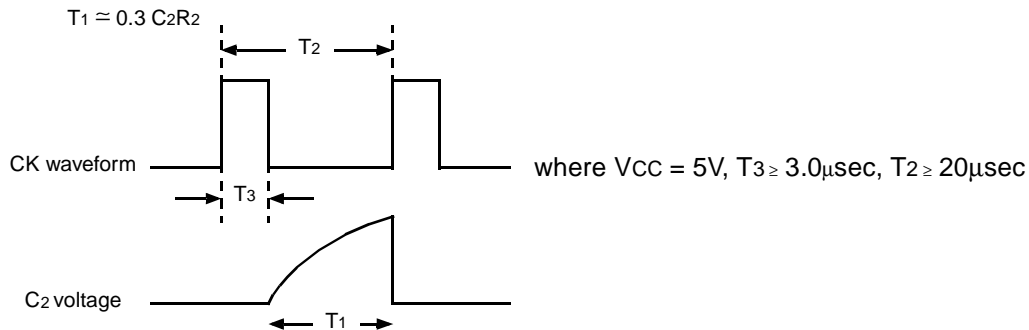 T1 ≃ 0.3 C2R2
T2
CK waveform
where VCC = 5V, T3 ≥ 3.0μsec, T2 ≥ 20μsec
T3
C2 voltage
T1